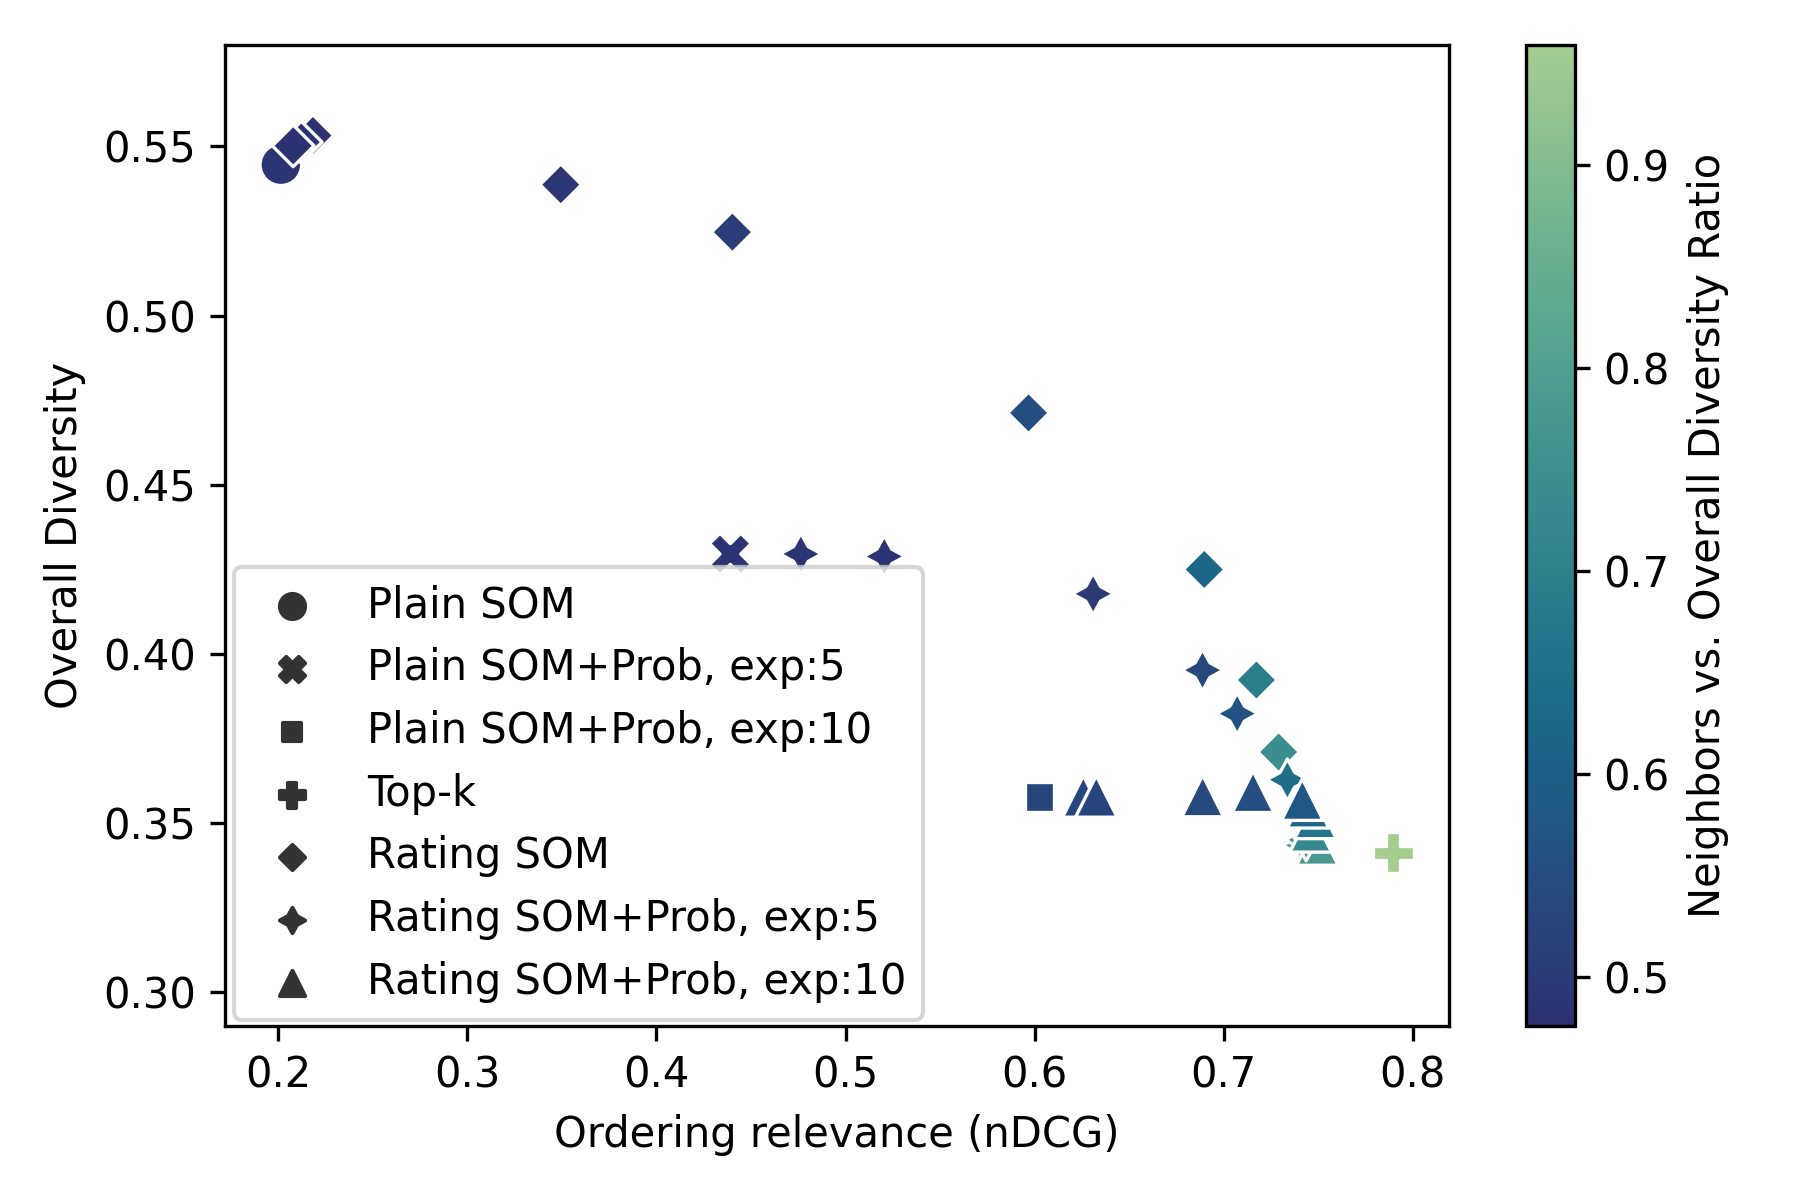 0.55
0.50
0.45
0.40
0.35
0.30
Overall Diversity
Plain SOM
Plain SOM+Prob, exp:5
Plain SOM+Prob, exp:10
Top-k
Rating SOM
Rating SOM+Prob, exp:5
Rating SOM+Prob, exp:10
0.2 0.3 0.4 0.5 0.6 0.7 0.8
Ordering relevance (nDCG)
0.9
0.8
0.7
0.6
0.5
Neighbors vs. Overall Diversity Ratio